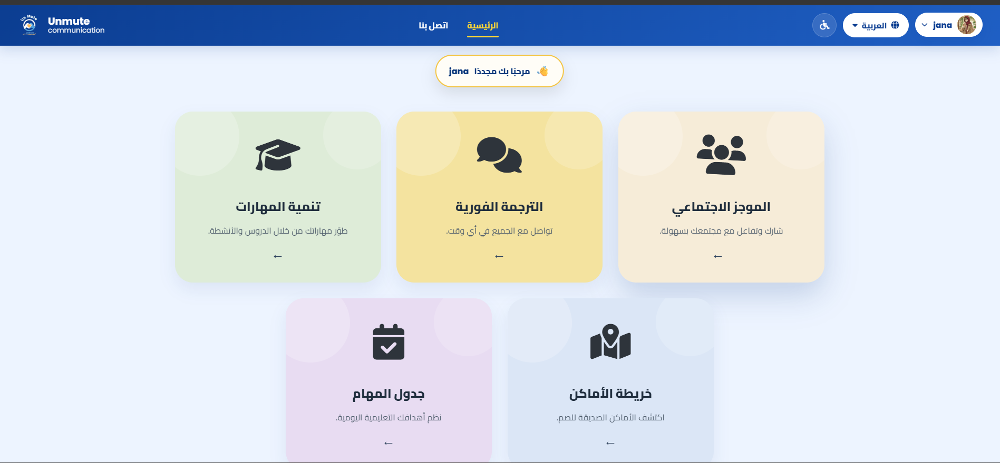 Un Mute
Unmute
communication
الرئيسية
اتصل بنا
العربية
jana
مرحبًا بك مجددًا jana
الموجز الاجتماعي
شارك وتفاعل مع مجتمعك بسهولة.
←
الترجمة الفورية
تواصل مع الجميع في أي وقت.
←
تنمية المهارات
طوّر مهاراتك من خلال الدروس والأنشطة.
←
خريطة الأماكن
اكتشف الأماكن الصديقة للصم.
←
جدول المهام
نظم أهدافك التعليمية اليومية.
←